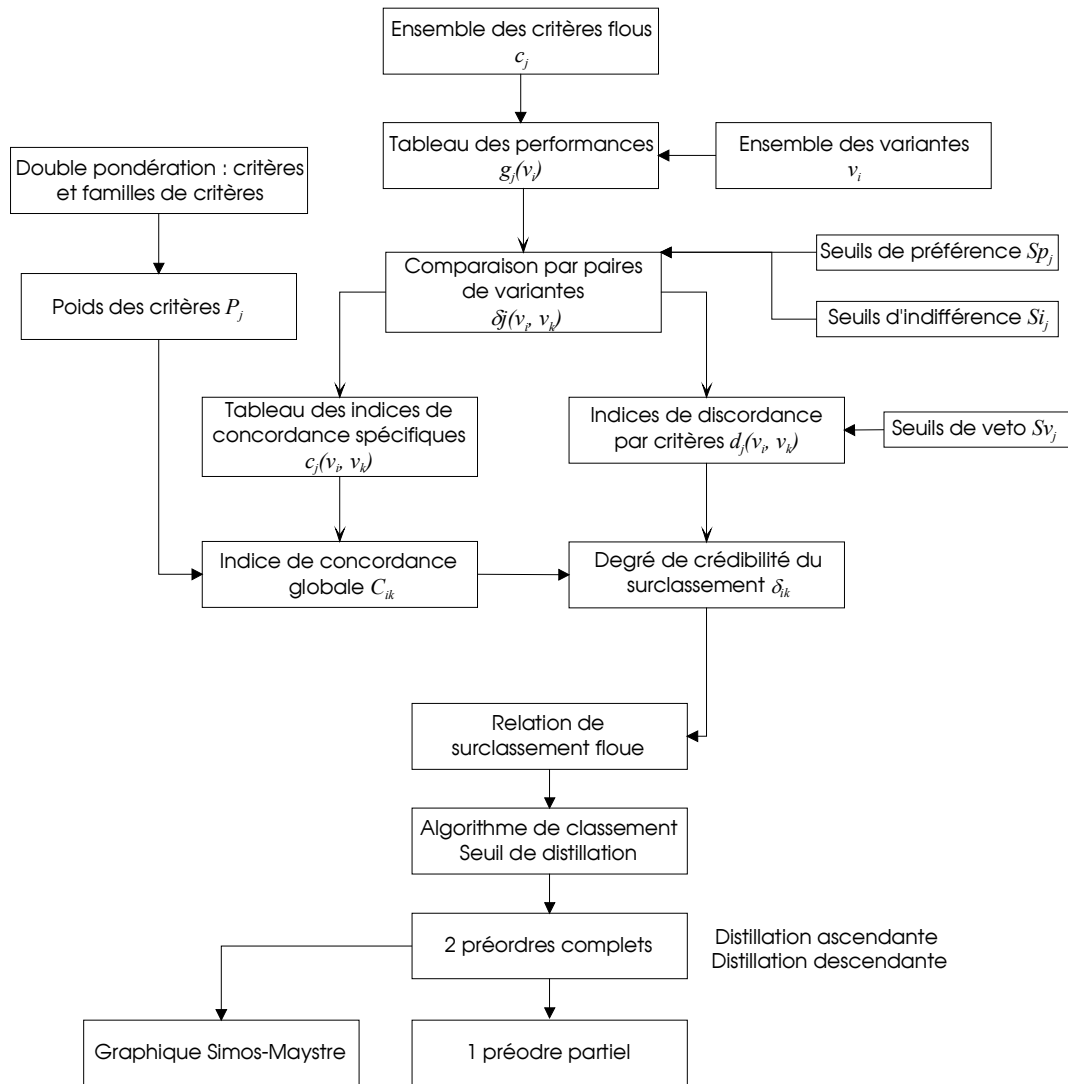 Ensemble des critères flous
c_j
Tableau des performances
g_j(v_i)
Ensemble des variantes
v_i
Double pondération : critères
et familles de critères
Seuils de préférence Sp_j
Comparaison par paires
de variantes
δj(v_i, v_k)
Poids des critères P_j
Seuils d'indifférence Si_j
Tableau des indices de
concordance spécifiques
c_j(v_i, v_k)
Indices de discordance
par critères d_j(v_i, v_k)
Seuils de veto Sv_j
Indice de concordance
globale C_ik
Degré de crédibilité du
surclassement δ_ik
Relation de
surclassement floue
Algorithme de classement
Seuil de distillation
2 préordres complets
Distillation ascendante
Distillation descendante
Graphique Simos-Maystre
1 préodre partiel